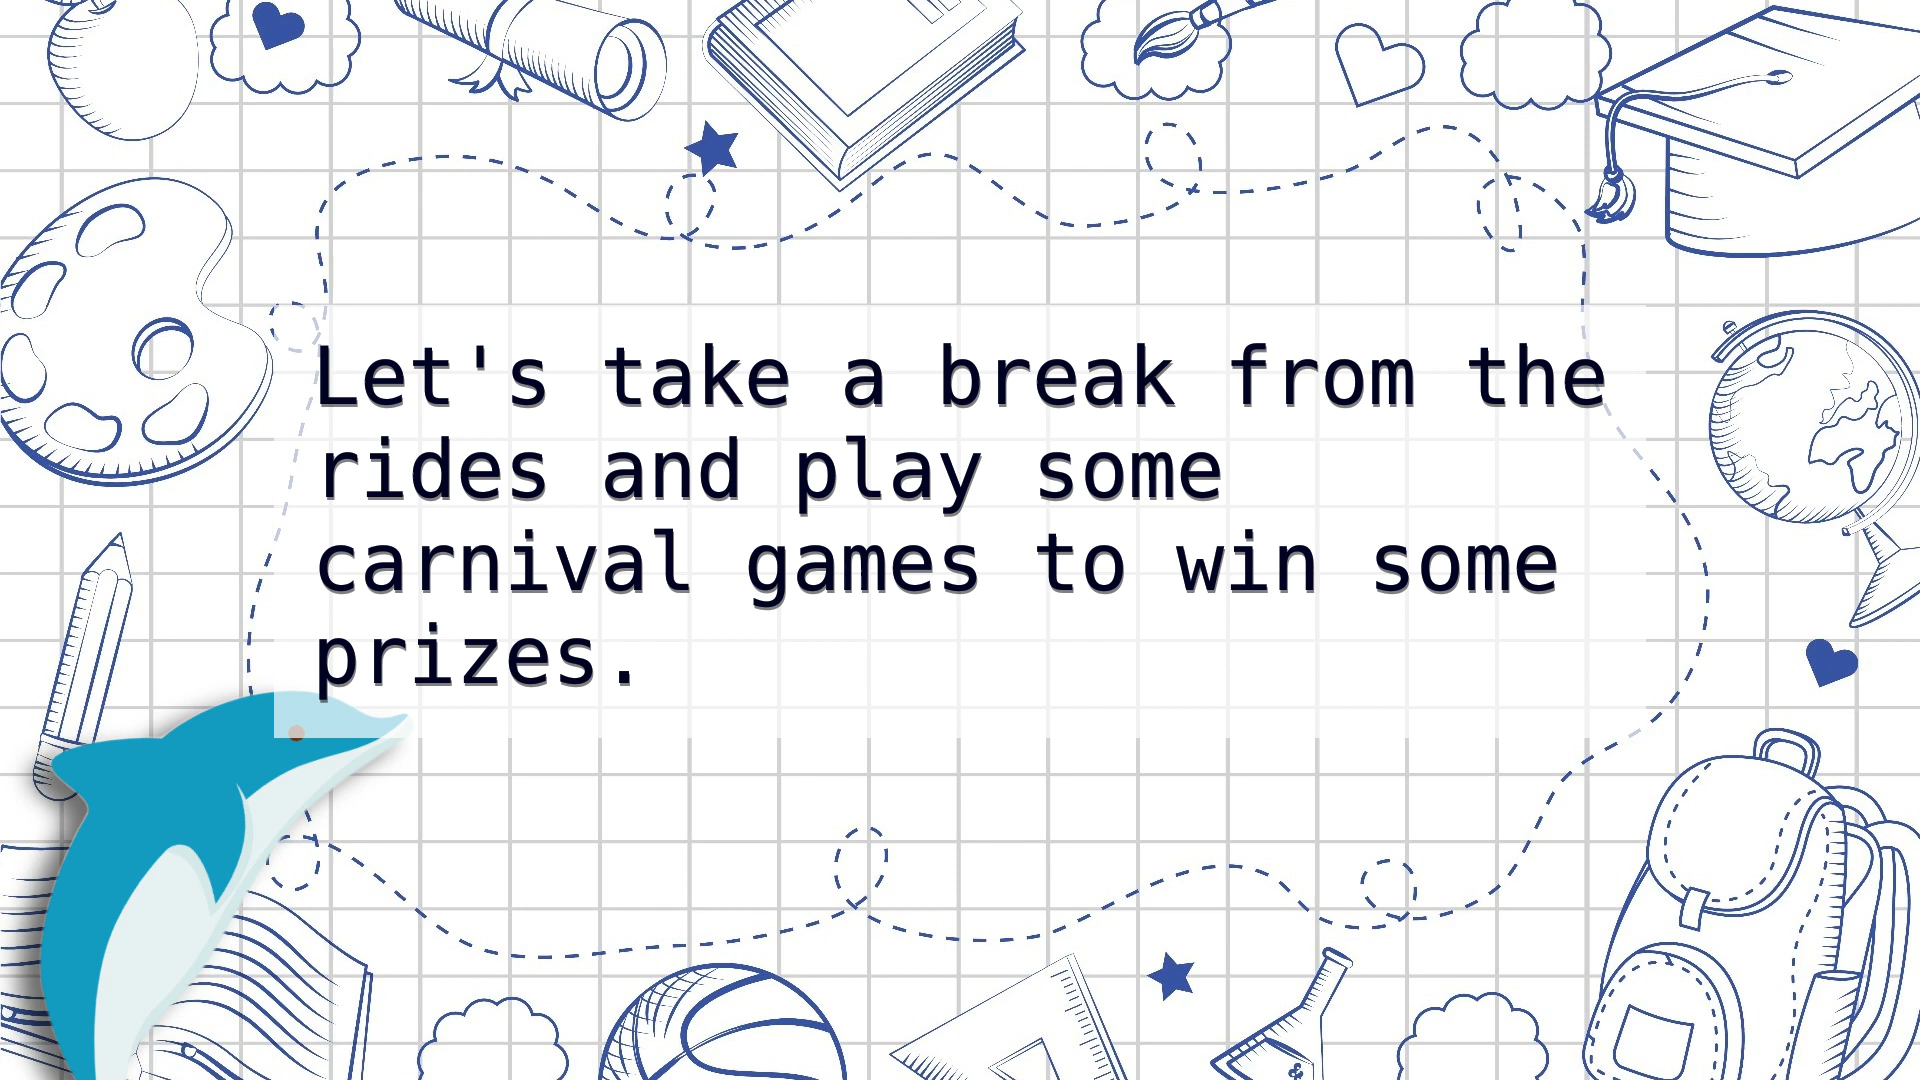 Let's take a break from the
rides and play some
carnival games to win some
prizes.